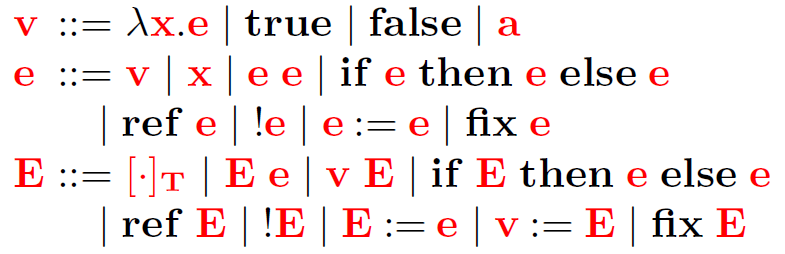 v ::= λx.e | true | false | a
e ::= v | x | e e | if e then e else e
| ref e | !e | e := e | fix e
E ::= [·]T | E e | v E | if E then e else e
| ref E | !E | E := e | v := E | fix E